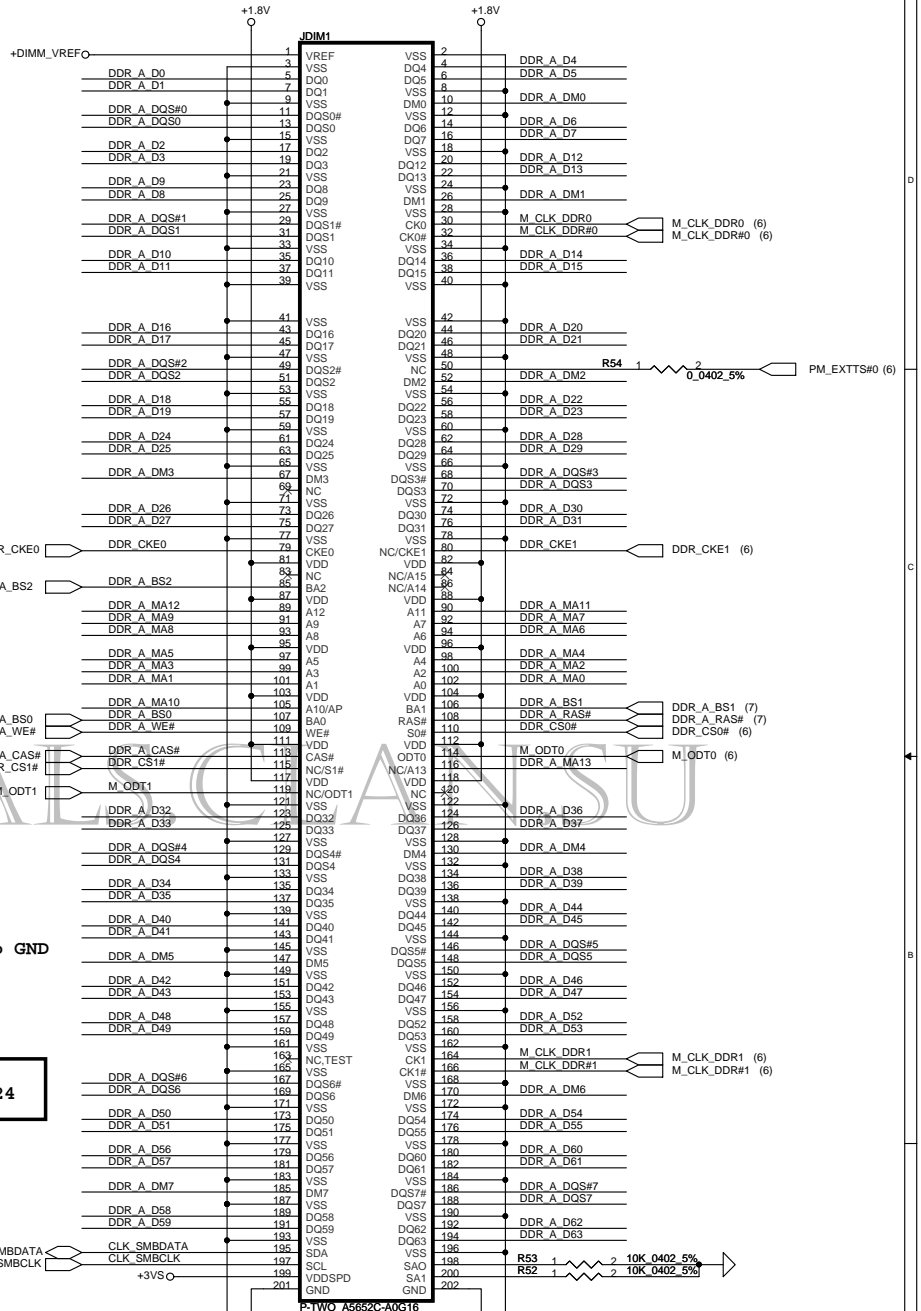 +1.8V +1.8V
JDIM1
+DIMM_VREF 1 VREF VSS 2
3 VSS DQ4 4 DDR_A_D4
DDR_A_D0 5 DQ0 DQ5 6 DDR_A_D5
DDR_A_D1 7 DQ1 VSS 8
9 VSS DM0 10 DDR_A_DM0
DDR_A_DQS#0 11 DQS0# VSS 12
DDR_A_DQS0 13 DQS0 DQ6 14 DDR_A_D6
15 VSS DQ7 16 DDR_A_D7
DDR_A_D2 17 DQ2 VSS 18
DDR_A_D3 19 DQ3 DQ12 20 DDR_A_D12
21 VSS DQ13 22 DDR_A_D13
DDR_A_D9 23 DQ8 VSS 24
DDR_A_D8 25 DQ9 DM1 26 DDR_A_DM1
27 VSS VSS 28
DDR_A_DQS#1 29 DQS1# CK0 30 M_CLK_DDR0 M_CLK_DDR0 (6)
DDR_A_DQS1 31 DQS1 CK0# 32 M_CLK_DDR#0 M_CLK_DDR#0 (6)
33 VSS VSS 34
DDR_A_D10 35 DQ10 DQ14 36 DDR_A_D14
DDR_A_D11 37 DQ11 DQ15 38 DDR_A_D15
39 VSS VSS 40
41 VSS VSS 42
DDR_A_D16 43 DQ16 DQ20 44 DDR_A_D20
DDR_A_D17 45 DQ17 DQ21 46 DDR_A_D21
47 VSS VSS 48
DDR_A_DQS#2 49 DQS2# NC 50 R54 1 2 0_0402_5% PM_EXTTS#0 (6)
DDR_A_DQS2 51 DQS2 DM2 52 DDR_A_DM2
53 VSS VSS 54
DDR_A_D18 55 DQ18 DQ22 56 DDR_A_D22
DDR_A_D19 57 DQ19 DQ23 58 DDR_A_D23
59 VSS VSS 60
DDR_A_D24 61 DQ24 DQ28 62 DDR_A_D28
DDR_A_D25 63 DQ25 DQ29 64 DDR_A_D29
65 VSS VSS 66
DDR_A_DM3 67 DM3 DQS3# 68 DDR_A_DQS#3
69 NC DQS3 70 DDR_A_DQS3
71 VSS VSS 72
DDR_A_D26 73 DQ26 DQ30 74 DDR_A_D30
DDR_A_D27 75 DQ27 DQ31 76 DDR_A_D31
77 VSS VSS 78
R_CKE0 DDR_CKE0 79 CKE0 NC/CKE1 80 DDR_CKE1 DDR_CKE1 (6)
81 VDD VDD 82
83 NC NC/A15 84
A_BS2 DDR_A_BS2 85 BA2 NC/A14 86
87 VDD VDD 88
DDR_A_MA12 89 A12 A11 90 DDR_A_MA11
DDR_A_MA9 91 A9 A7 92 DDR_A_MA7
DDR_A_MA8 93 A8 A6 94 DDR_A_MA6
95 VDD VDD 96
DDR_A_MA5 97 A5 A4 98 DDR_A_MA4
DDR_A_MA3 99 A3 A2 100 DDR_A_MA2
DDR_A_MA1 101 A1 A0 102 DDR_A_MA0
103 VDD VDD 104
DDR_A_MA10 105 A10/AP BA1 106 DDR_A_BS1 DDR_A_BS1 (7)
A_BS0 DDR_A_BS0 107 BA0 RAS# 108 DDR_A_RAS# DDR_A_RAS# (7)
A_WE# DDR_A_WE# 109 WE# S0# 110 DDR_CS0# DDR_CS0# (6)
111 VDD VDD 112
A_CAS# DDR_A_CAS# 113 CAS# ODT0 114 M_ODT0 M_ODT0 (6)
R_CS1# DDR_CS1# 115 NC/S1# NC/A13 116 DDR_A_MA13
117 VDD VDD 118
_ODT1 M_ODT1 119 NC/ODT1 NC 120
121 VSS VSS 122
DDR_A_D32 123 DQ32 DQ36 124 DDR_A_D36
DDR_A_D33 125 DQ33 DQ37 126 DDR_A_D37
127 VSS VSS 128
DDR_A_DQS#4 129 DQS4# DM4 130 DDR_A_DM4
DDR_A_DQS4 131 DQS4 VSS 132
133 VSS DQ38 134 DDR_A_D38
DDR_A_D34 135 DQ34 DQ39 136 DDR_A_D39
DDR_A_D35 137 DQ35 VSS 138
139 VSS DQ44 140 DDR_A_D44
DDR_A_D40 141 DQ40 DQ45 142 DDR_A_D45
DDR_A_D41 143 DQ41 VSS 144
GND 145 VSS DQS5# 146 DDR_A_DQS#5
DDR_A_DM5 147 DM5 DQS5 148 DDR_A_DQS5
149 VSS VSS 150
DDR_A_D42 151 DQ42 DQ46 152 DDR_A_D46
DDR_A_D43 153 DQ43 DQ47 154 DDR_A_D47
155 VSS VSS 156
DDR_A_D48 157 DQ48 DQ52 158 DDR_A_D52
DDR_A_D49 159 DQ49 DQ53 160 DDR_A_D53
161 VSS VSS 162
163 NC,TEST CK1 164 M_CLK_DDR1 M_CLK_DDR1 (6)
165 VSS CK1# 166 M_CLK_DDR#1 M_CLK_DDR#1 (6)
DDR_A_DQS#6 167 DQS6# VSS 168
24 DDR_A_DQS6 169 DQS6 DM6 170 DDR_A_DM6
171 VSS VSS 172
DDR_A_D50 173 DQ50 DQ54 174 DDR_A_D54
DDR_A_D51 175 DQ51 DQ55 176 DDR_A_D55
177 VSS VSS 178
DDR_A_D56 179 DQ56 DQ60 180 DDR_A_D60
DDR_A_D57 181 DQ57 DQ61 182 DDR_A_D61
183 VSS VSS 184
DDR_A_DM7 185 DM7 DQS7# 186 DDR_A_DQS#7
187 VSS DQS7 188 DDR_A_DQS7
DDR_A_D58 189 DQ58 VSS 190
DDR_A_D59 191 DQ59 DQ62 192 DDR_A_D62
193 VSS DQ63 194 DDR_A_D63
MBDATA CLK_SMBDATA 195 SDA VSS 196
SMBCLK CLK_SMBCLK 197 SCL SAO 198 R53 1 2 10K_0402_5%
+3VS 199 VDDSPD SA1 200 R52 1 2 10K_0402_5%
201 GND GND 202
P-TWO_A5652C-A0G16
D
C
B
ALS.CLAN.SU